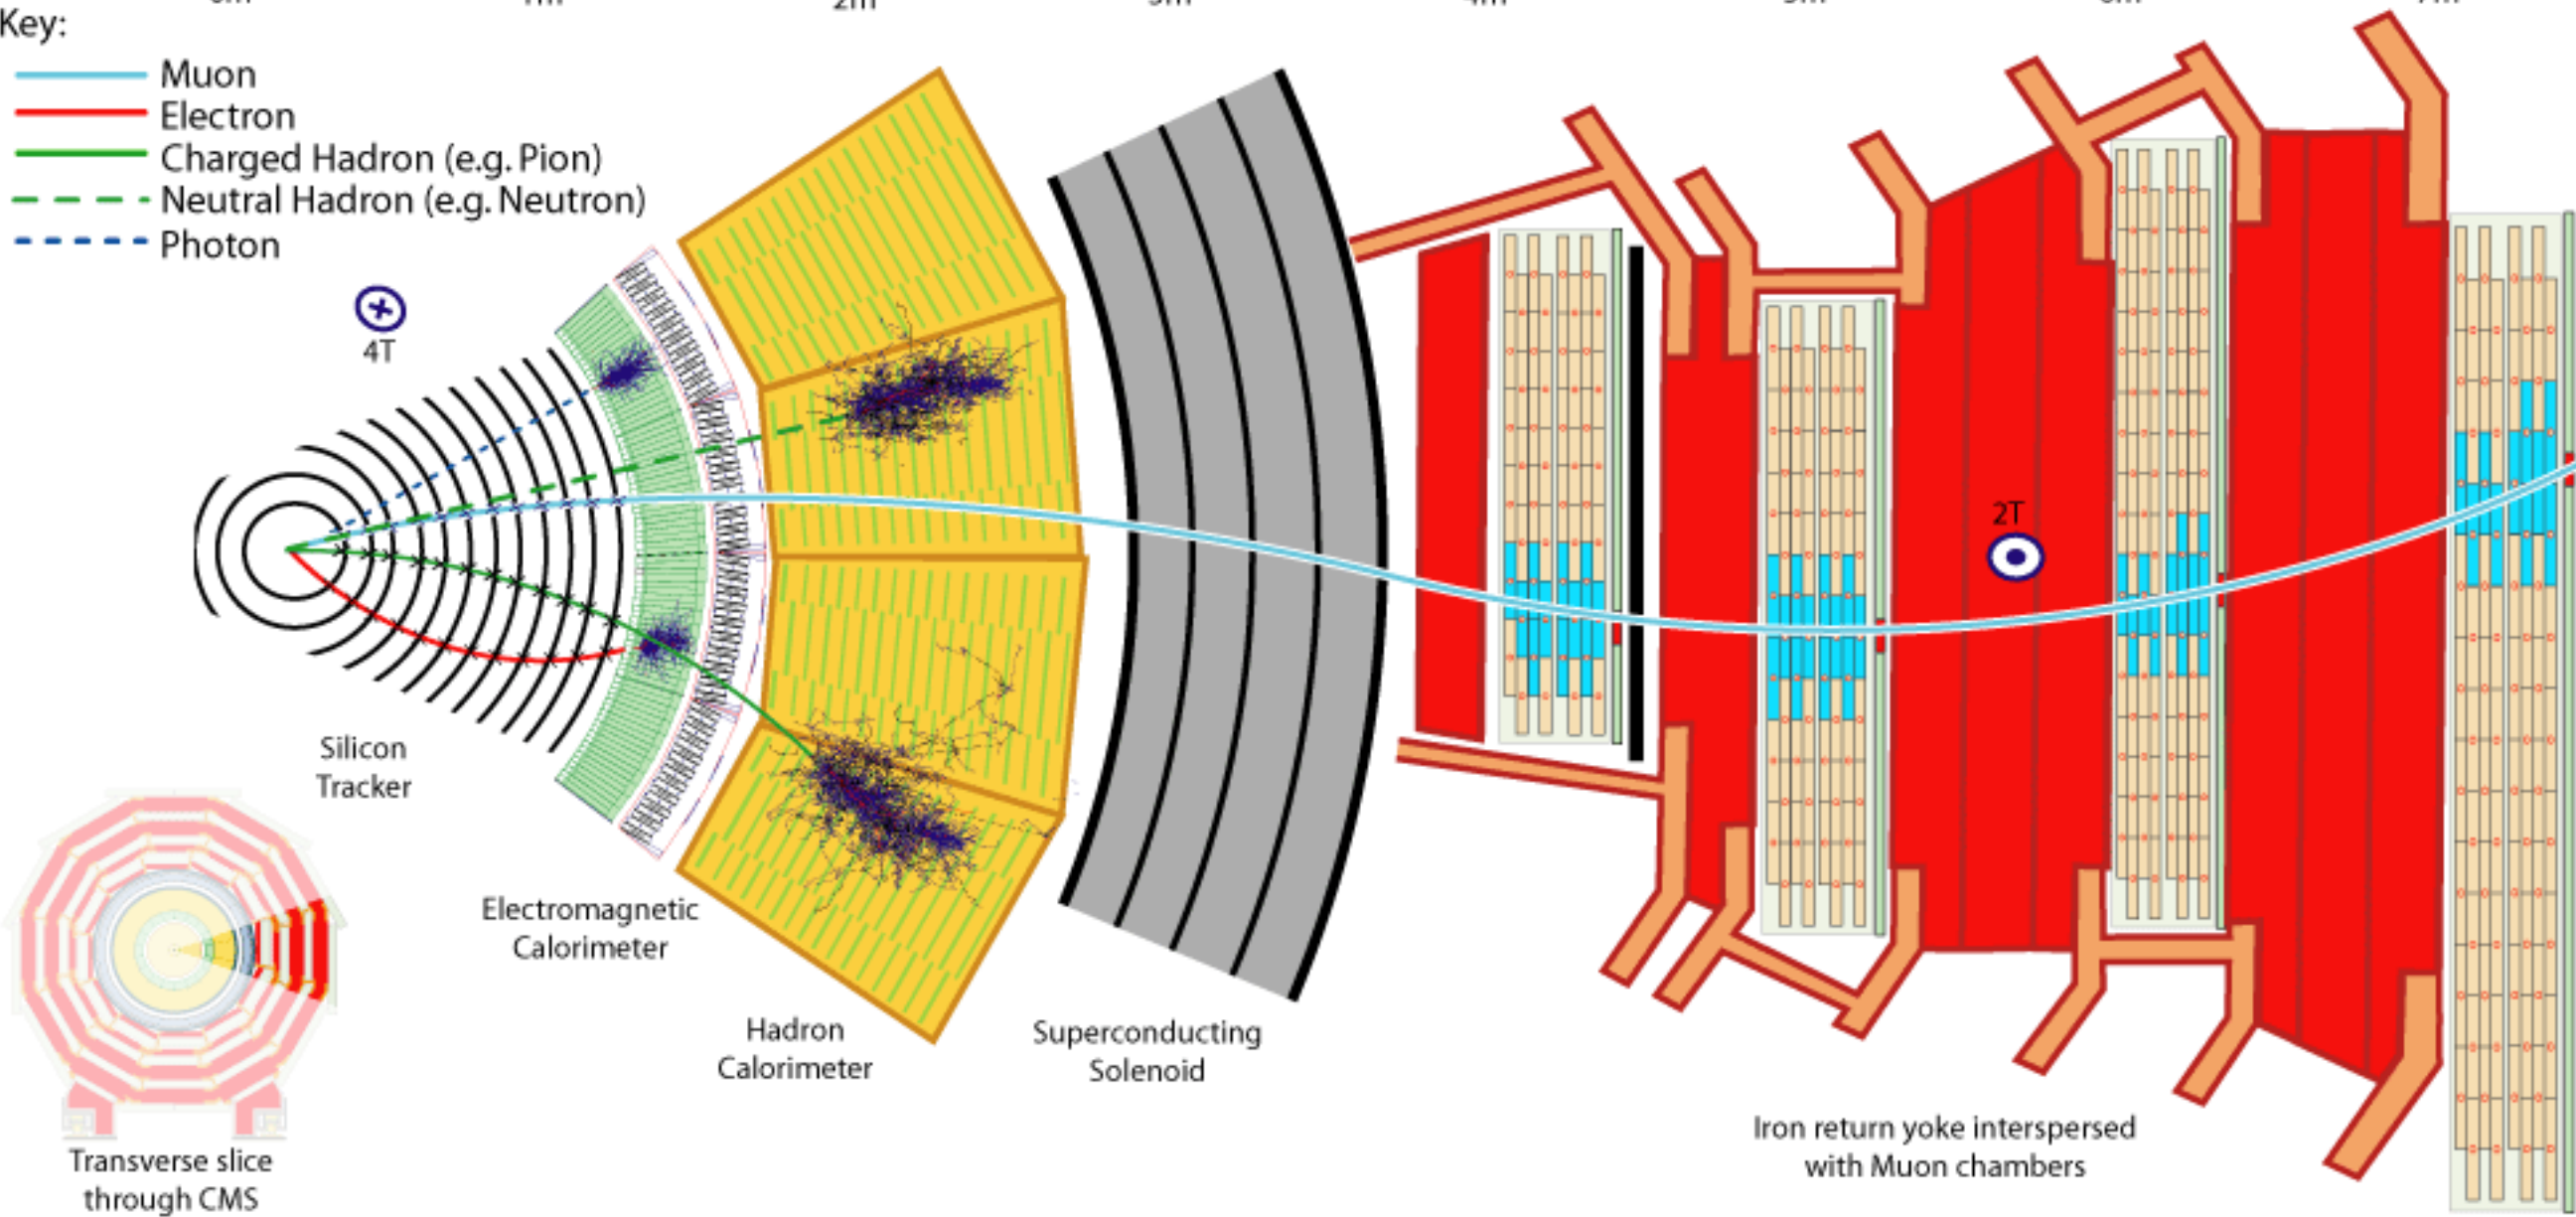 Key:
Muon
Electron
Charged Hadron (e.g. Pion)
Neutral Hadron (e.g. Neutron)
Photon
4T
2T
Silicon
Tracker
Electromagnetic
Calorimeter
Hadron
Calorimeter
Superconducting
Solenoid
Iron return yoke interspersed
with Muon chambers
Transverse slice
through CMS